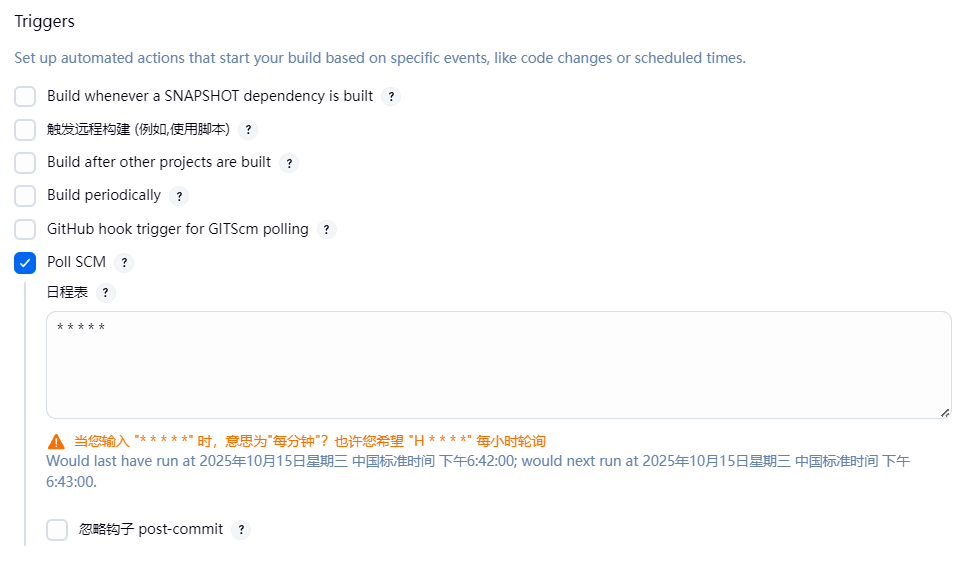 Triggers
Set up automated actions that start your build based on specific events, like code changes or scheduled times.
Build whenever a SNAPSHOT dependency is built ?
触发远程构建 (例如,使用脚本) ?
Build after other projects are built ?
Build periodically ?
GitHub hook trigger for GITScm polling ?
Poll SCM ?
日程表 ?
* * * * *
当您输入 "* * * * *" 时，意思为"每分钟"？也许您希望 "H * * * *" 每小时轮询
Would last have run at 2025年10月15日星期三 中国标准时间 下午6:42:00; would next run at 2025年10月15日星期三 中国标准时间 下午
6:43:00.
忽略钩子 post-commit ?